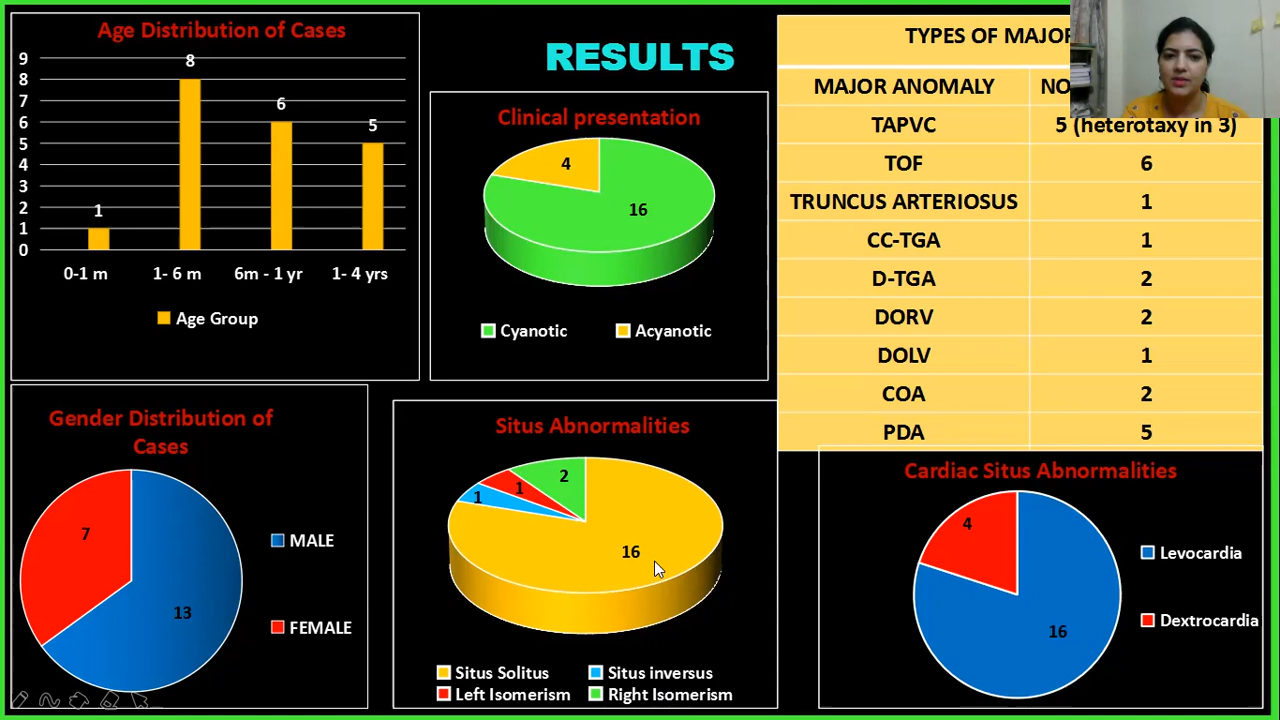 Age Distribution of Cases
9
8
7
6
5
4
3
2
1
0
1
8
6
5
0-1 m
1- 6 m
6m - 1 yr
1- 4 yrs
Age Group
RESULTS
Clinical presentation
4
16
Cyanotic
Acyanotic
TYPES OF MAJOR
MAJOR ANOMALY
NO
TAPVC 5 (heterotaxy in 3)
TOF 6
TRUNCUS ARTERIOSUS 1
CC-TGA 1
D-TGA 2
DORV 2
DOLV 1
COA 2
PDA 5
Gender Distribution of
Cases
7
13
MALE
FEMALE
Situs Abnormalities
2
1
1
16
Situs Solitus
Situs inversus
Left Isomerism
Right Isomerism
Cardiac Situs Abnormalities
4
16
Levocardia
Dextrocardia